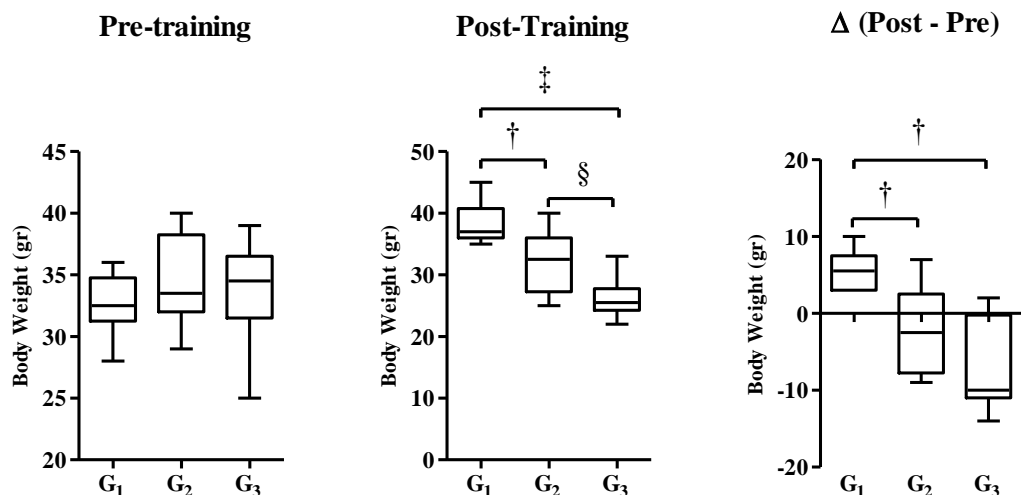 Pre-training
Body Weight (gr)
45
40
35
30
25
20
G1 G2 G3
Post-Training
‡
†
§
Body Weight (gr)
50
40
30
20
10
0
G1 G2 G3
Δ (Post - Pre)
†
†
Body Weight (gr)
20
10
0
-10
-20
G1 G2 G3